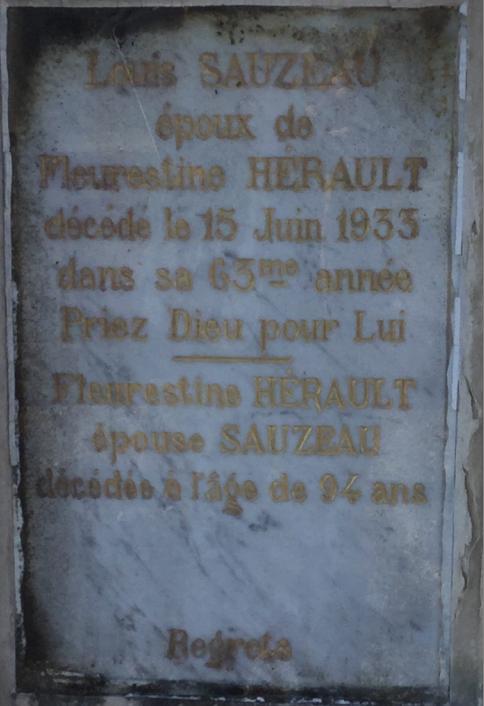 Louis SAUZEAU
époux de
Fleurestine HÉRAULT
décédé le 15 Juin 1933
dans sa 63me année
Priez Dieu pour Lui
Fleurestine HÉRAULT
épouse SAUZEAU
décédée à l'âge de 94 ans
Regrets